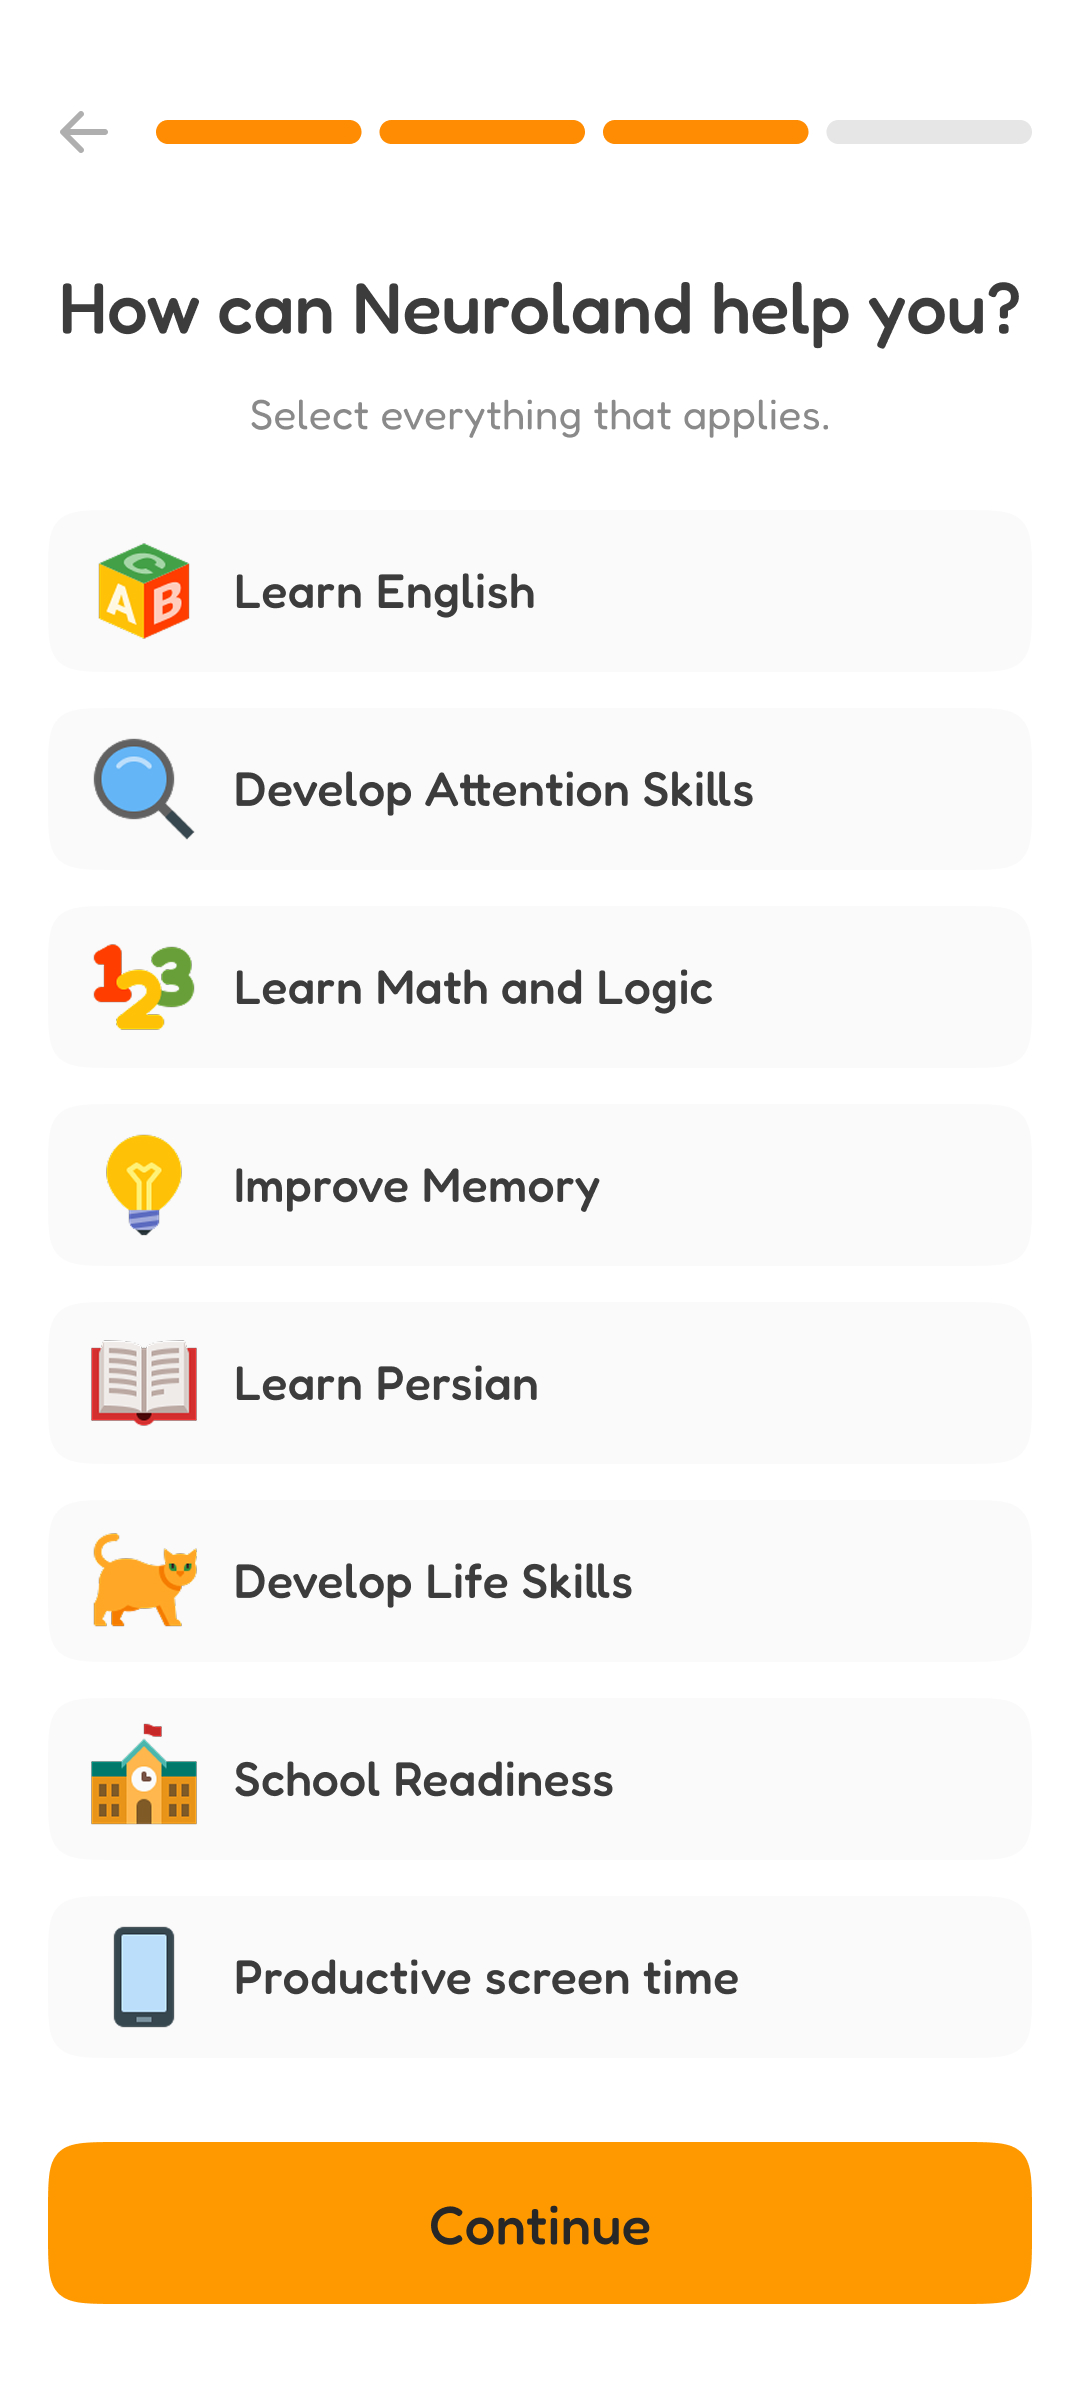 How can Neuroland help you?
Select everything that applies.
Learn English
Develop Attention Skills
Learn Math and Logic
Improve Memory
Learn Persian
Develop Life Skills
School Readiness
Productive screen time
Continue